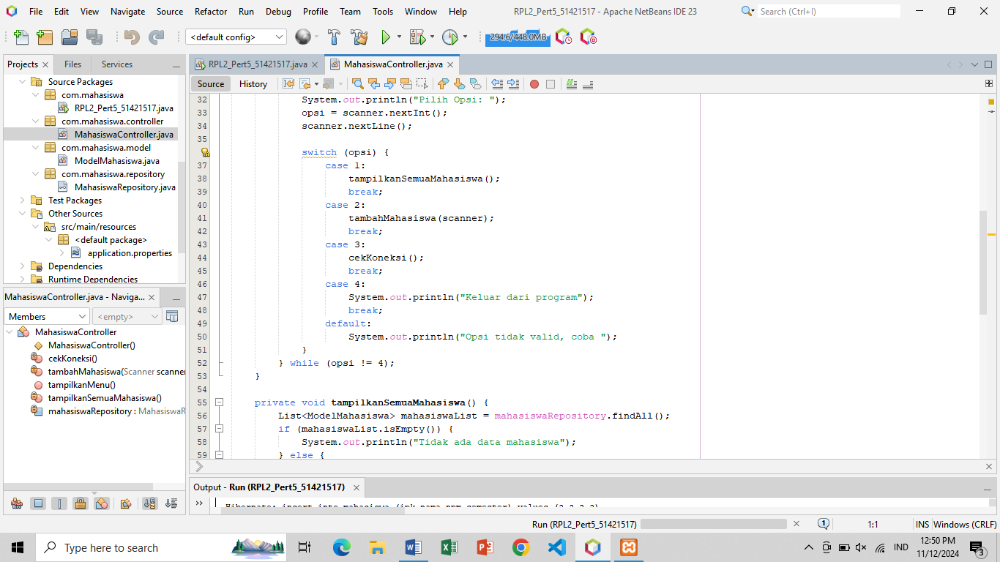 File Edit View Navigate Source Refactor Run Debug Profile Team Tools Window Help RPL2_Pert5_51421517 - Apache NetBeans IDE 23 Search (Ctrl+I)
<default config> 294.6/448.0MB
Projects Files Services
RPL2_Pert5_51421517.java MahasiswaController.java
Source History
Source Packages
com.mahasiswa
RPL2_Pert5_51421517.java
com.mahasiswa.controller
MahasiswaController.java
com.mahasiswa.model
ModelMahasiswa.java
com.mahasiswa.repository
MahasiswaRepository.java
Test Packages
Other Sources
src/main/resources
<default package>
application.properties
Dependencies
Runtime Dependencies
MahasiswaController.java - Naviga...
Members <empty>
MahasiswaController
MahasiswaController()
cekKoneksi()
tambahMahasiswa(Scanner scanner
tampilkanMenu()
tampilkanSemuaMahasiswa()
mahasiswaRepository : MahasiswaR
32 System.out.println("Pilih Opsi: ");
33 opsi = scanner.nextInt();
34 scanner.nextLine();
35
switch (opsi) {
37 case 1:
38 tampilkanSemuaMahasiswa();
39 break;
40 case 2:
41 tambahMahasiswa(scanner);
42 break;
43 case 3:
44 cekKoneksi();
45 break;
46 case 4:
47 System.out.println("Keluar dari program");
48 break;
49 default:
50 System.out.println("Opsi tidak valid, coba ");
51 }
52 } while (opsi != 4);
53 }
54
55 private void tampilkanSemuaMahasiswa() {
56 List<ModelMahasiswa> mahasiswaList = mahasiswaRepository.findAll();
57 if (mahasiswaList.isEmpty()) {
58 System.out.println("Tidak ada data mahasiswa");
59 } else {
Output - Run (RPL2_Pert5_51421517)
Hibernate: insert into mahasiswa (ipk,nama,npm,semester) values (?,?,?,?)
Run (RPL2_Pert5_51421517) 1 1:1 INS Windows (CRLF)
Type here to search
IND 12:50 PM
11/12/2024
3